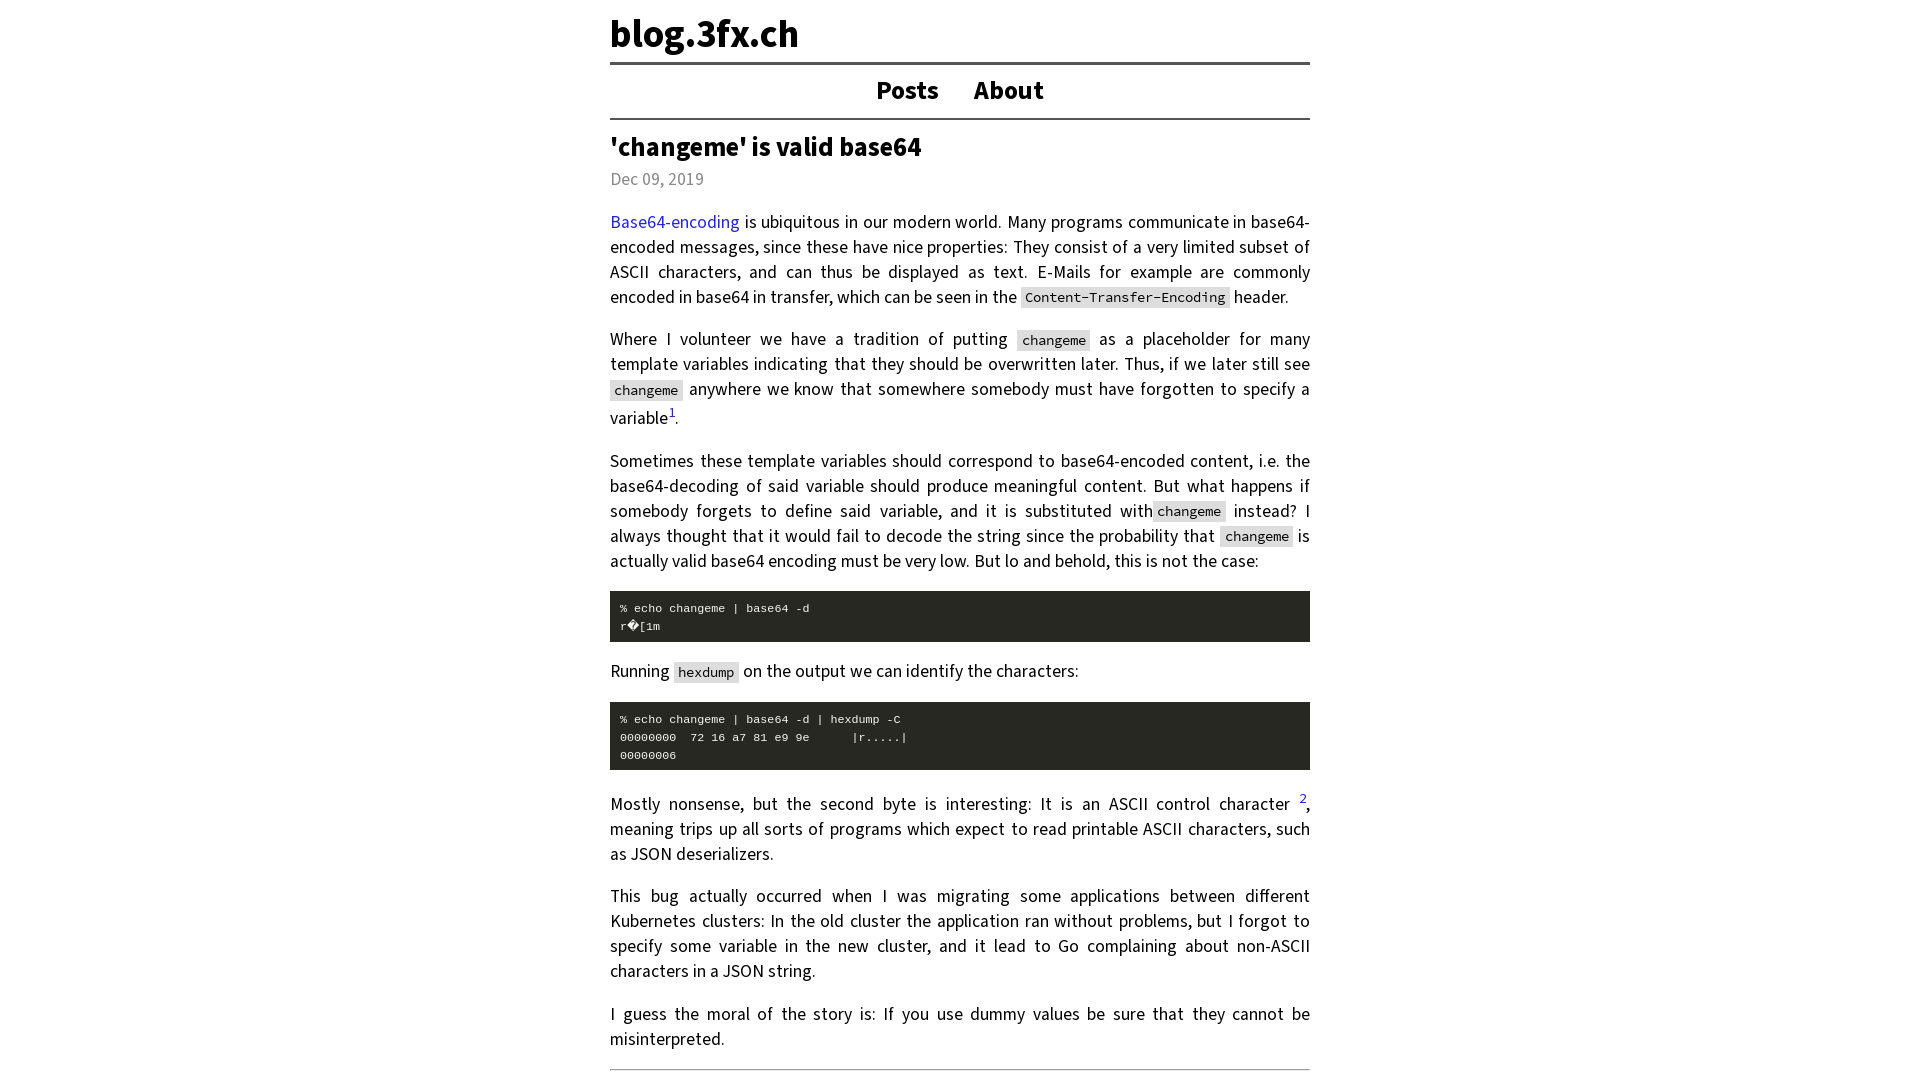 blog.3fx.ch
Posts About
'changeme' is valid base64
Dec 09, 2019
Base64-encoding is ubiquitous in our modern world. Many programs communicate in base64-
encoded messages, since these have nice properties: They consist of a very limited subset of
ASCII characters, and can thus be displayed as text. E-Mails for example are commonly
encoded in base64 in transfer, which can be seen in the Content-Transfer-Encoding header.
Where I volunteer we have a tradition of putting changeme as a placeholder for many
template variables indicating that they should be overwritten later. Thus, if we later still see
changeme anywhere we know that somewhere somebody must have forgotten to specify a
variable1.
Sometimes these template variables should correspond to base64-encoded content, i.e. the
base64-decoding of said variable should produce meaningful content. But what happens if
somebody forgets to define said variable, and it is substituted with changeme instead? I
always thought that it would fail to decode the string since the probability that changeme is
actually valid base64 encoding must be very low. But lo and behold, this is not the case:
% echo changeme | base64 -d
r�[1m
Running hexdump on the output we can identify the characters:
% echo changeme | base64 -d | hexdump -C
00000000  72 16 a7 81 e9 9e      |r.....|
00000006
Mostly nonsense, but the second byte is interesting: It is an ASCII control character 2,
meaning trips up all sorts of programs which expect to read printable ASCII characters, such
as JSON deserializers.
This bug actually occurred when I was migrating some applications between different
Kubernetes clusters: In the old cluster the application ran without problems, but I forgot to
specify some variable in the new cluster, and it lead to Go complaining about non-ASCII
characters in a JSON string.
I guess the moral of the story is: If you use dummy values be sure that they cannot be
misinterpreted.